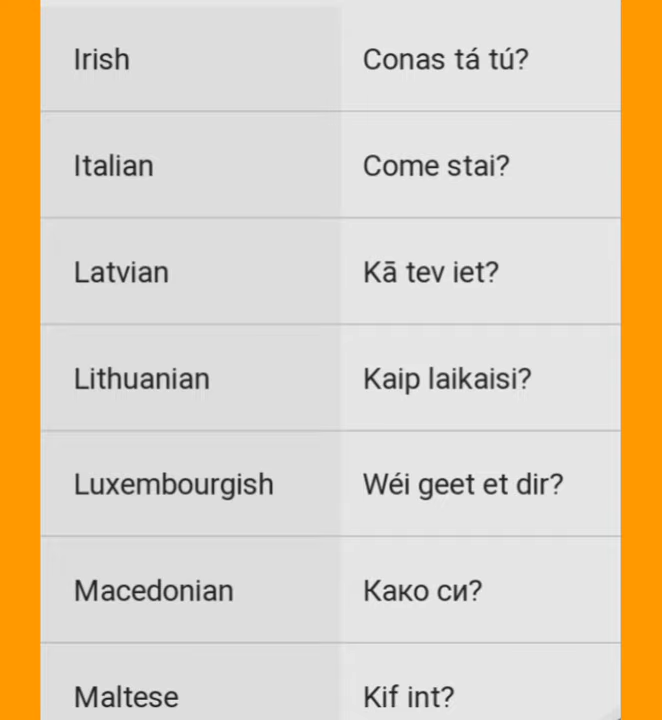 Irish Conas tá tú?
Italian Come stai?
Latvian Kā tev iet?
Lithuanian Kaip laikaisi?
Luxembourgish Wéi geet et dir?
Macedonian Како си?
Maltese Kif int?